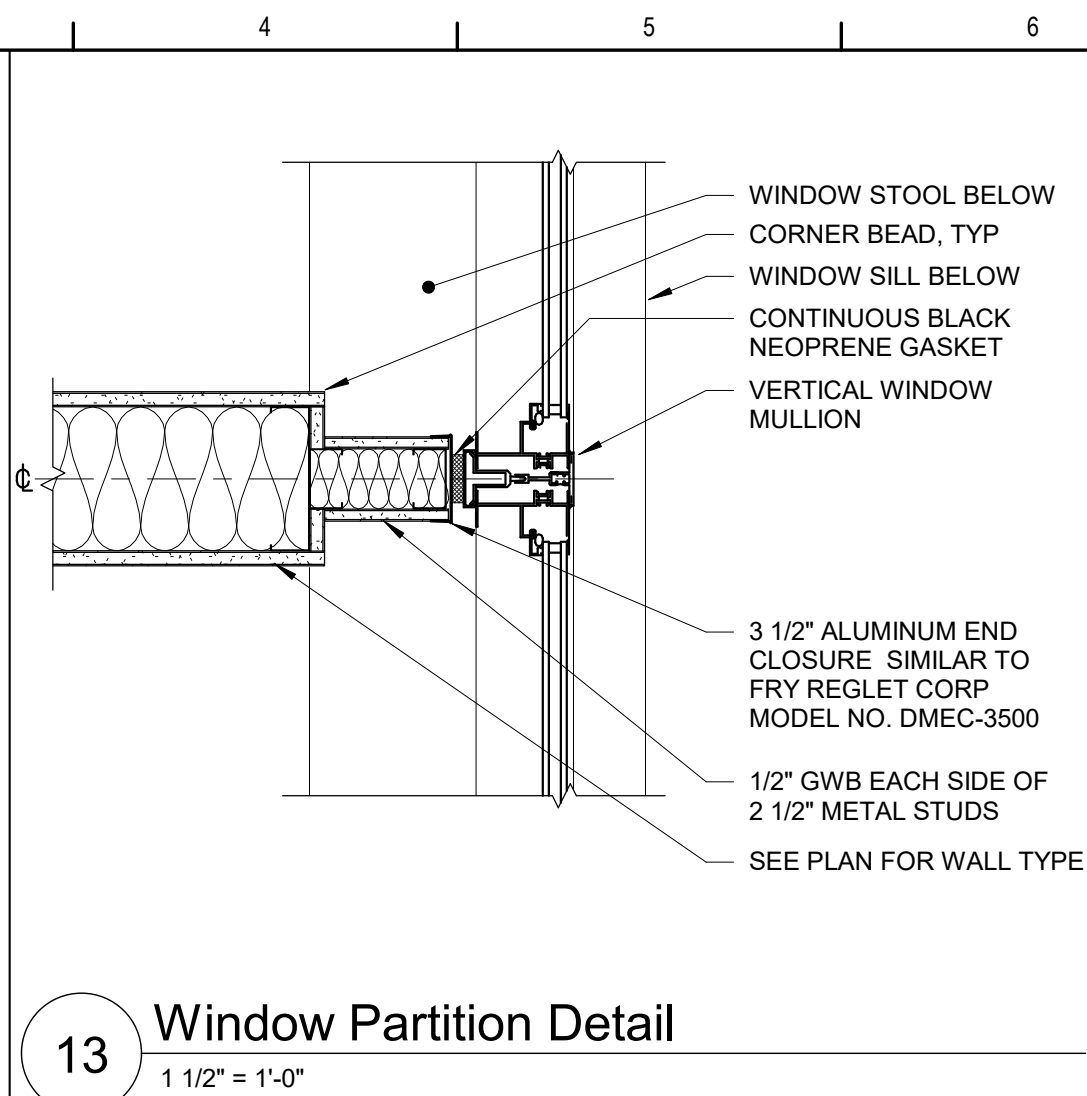 4 5 6
WINDOW STOOL BELOW
CORNER BEAD, TYP
WINDOW SILL BELOW
CONTINUOUS BLACK
NEOPRENE GASKET
VERTICAL WINDOW
MULLION
℄
3 1/2" ALUMINUM END
CLOSURE SIMILAR TO
FRY REGLET CORP
MODEL NO. DMEC-3500
1/2" GWB EACH SIDE OF
2 1/2" METAL STUDS
SEE PLAN FOR WALL TYPE
13
Window Partition Detail
1 1/2" = 1'-0"